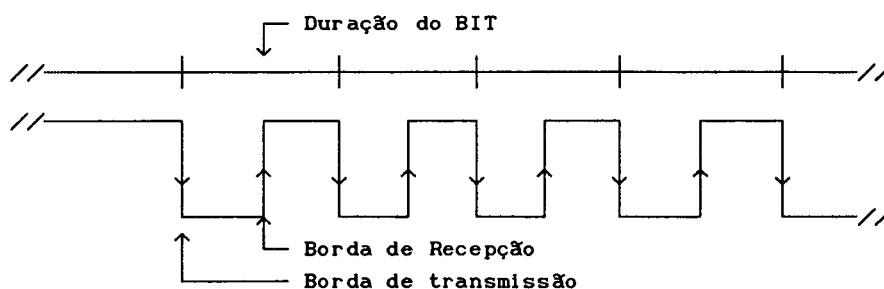 Duração do BIT
Borda de Recepção
Borda de transmissão